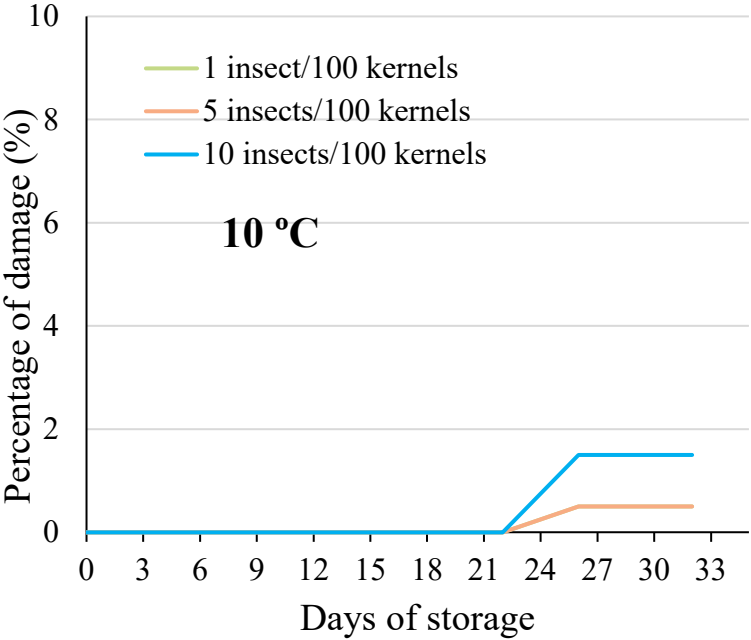 10
8
6
4
2
0
Percentage of damage (%)
1 insect/100 kernels
5 insects/100 kernels
10 insects/100 kernels
10 ºC
0 3 6 9 12 15 18 21 24 27 30 33
Days of storage